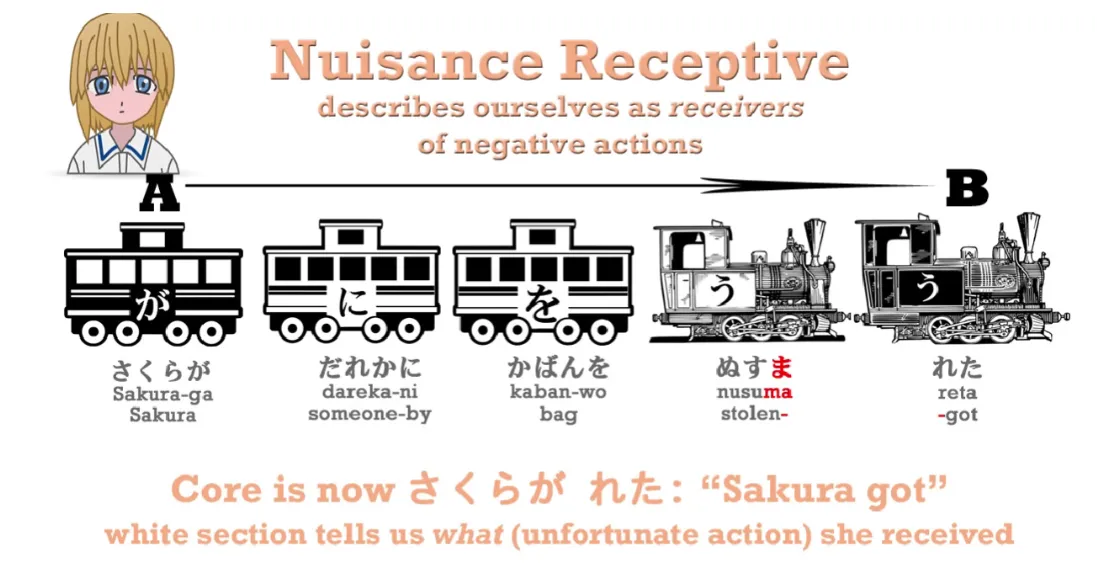 Nuisance Receptive
describes ourselves as receivers
of negative actions
A
B
が
に
を
う
う
さくらが
Sakura-ga
Sakura
だれかに
dareka-ni
someone-by
かばんを
kaban-wo
bag
ぬすま
nusuma
stolen-
れた
reta
-got
Core is now さくらが れた: “Sakura got”
white section tells us what (unfortunate action) she received